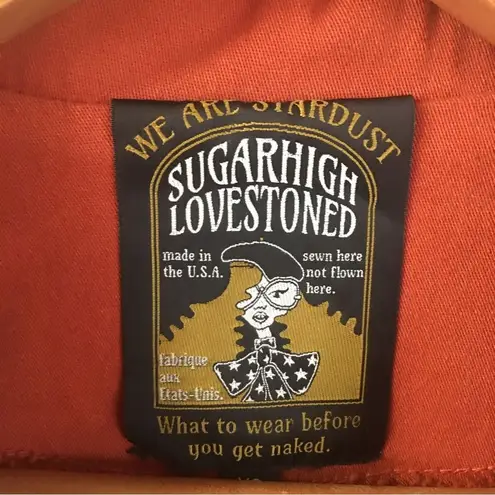 WE ARE STARDUST
SUGARHIGH
LOVESTONED
made in
the U.S.A.
sewn here
not flown
here.
fabrique
aux
Etats-Unis.
What to wear before
you get naked.